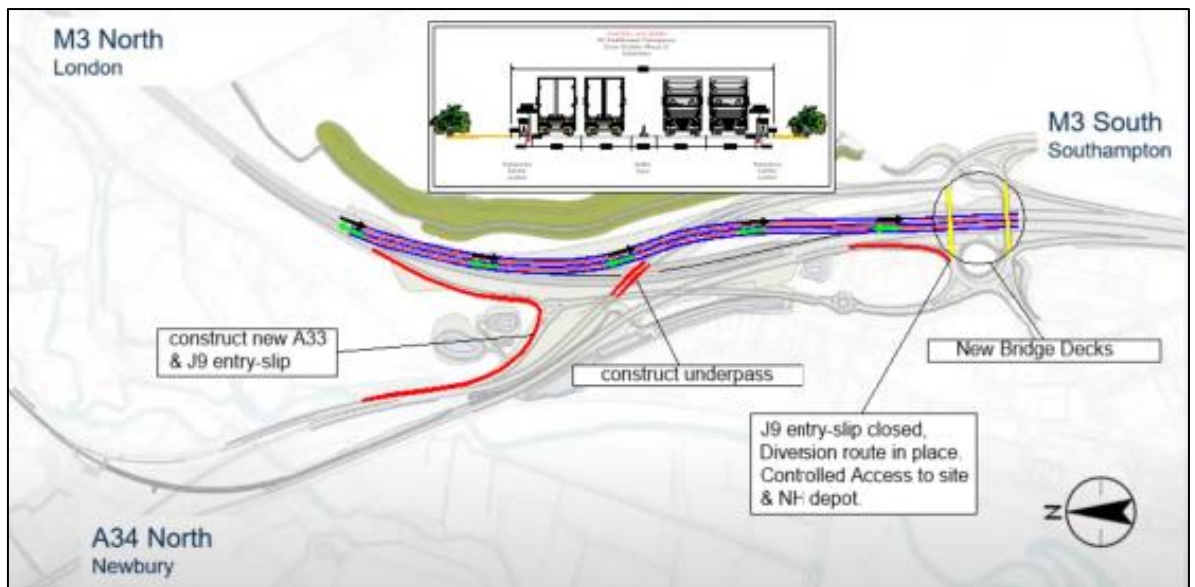 M3 North
London
M3 South
Southampton
construct new A33
& J9 entry-slip
construct underpass
New Bridge Decks
J9 entry-slip closed,
Diversion route in place.
Controlled Access to site
& NH depot.
N
A34 North
Newbury